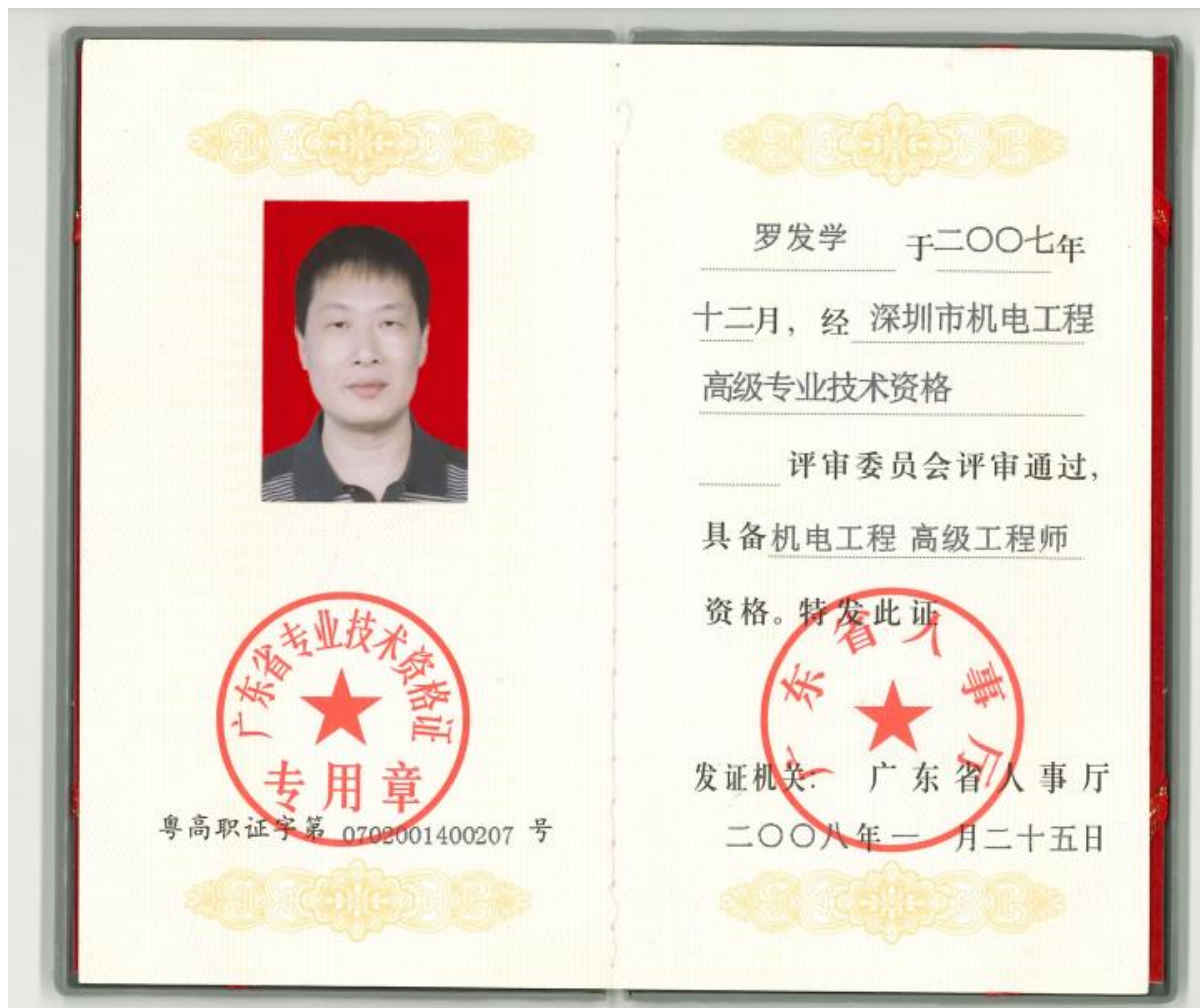 广东省专业技术资格证
专用章
粤高职证字第 0702001400207 号
罗发学 于二〇〇七年
十二月，经 深圳市机电工程
高级专业技术资格
评审委员会评审通过，
具备机电工程 高级工程师
资格。特发此证
广东省人事厅
发证机关： 广东省人事厅
二〇〇八年一 月二十五日